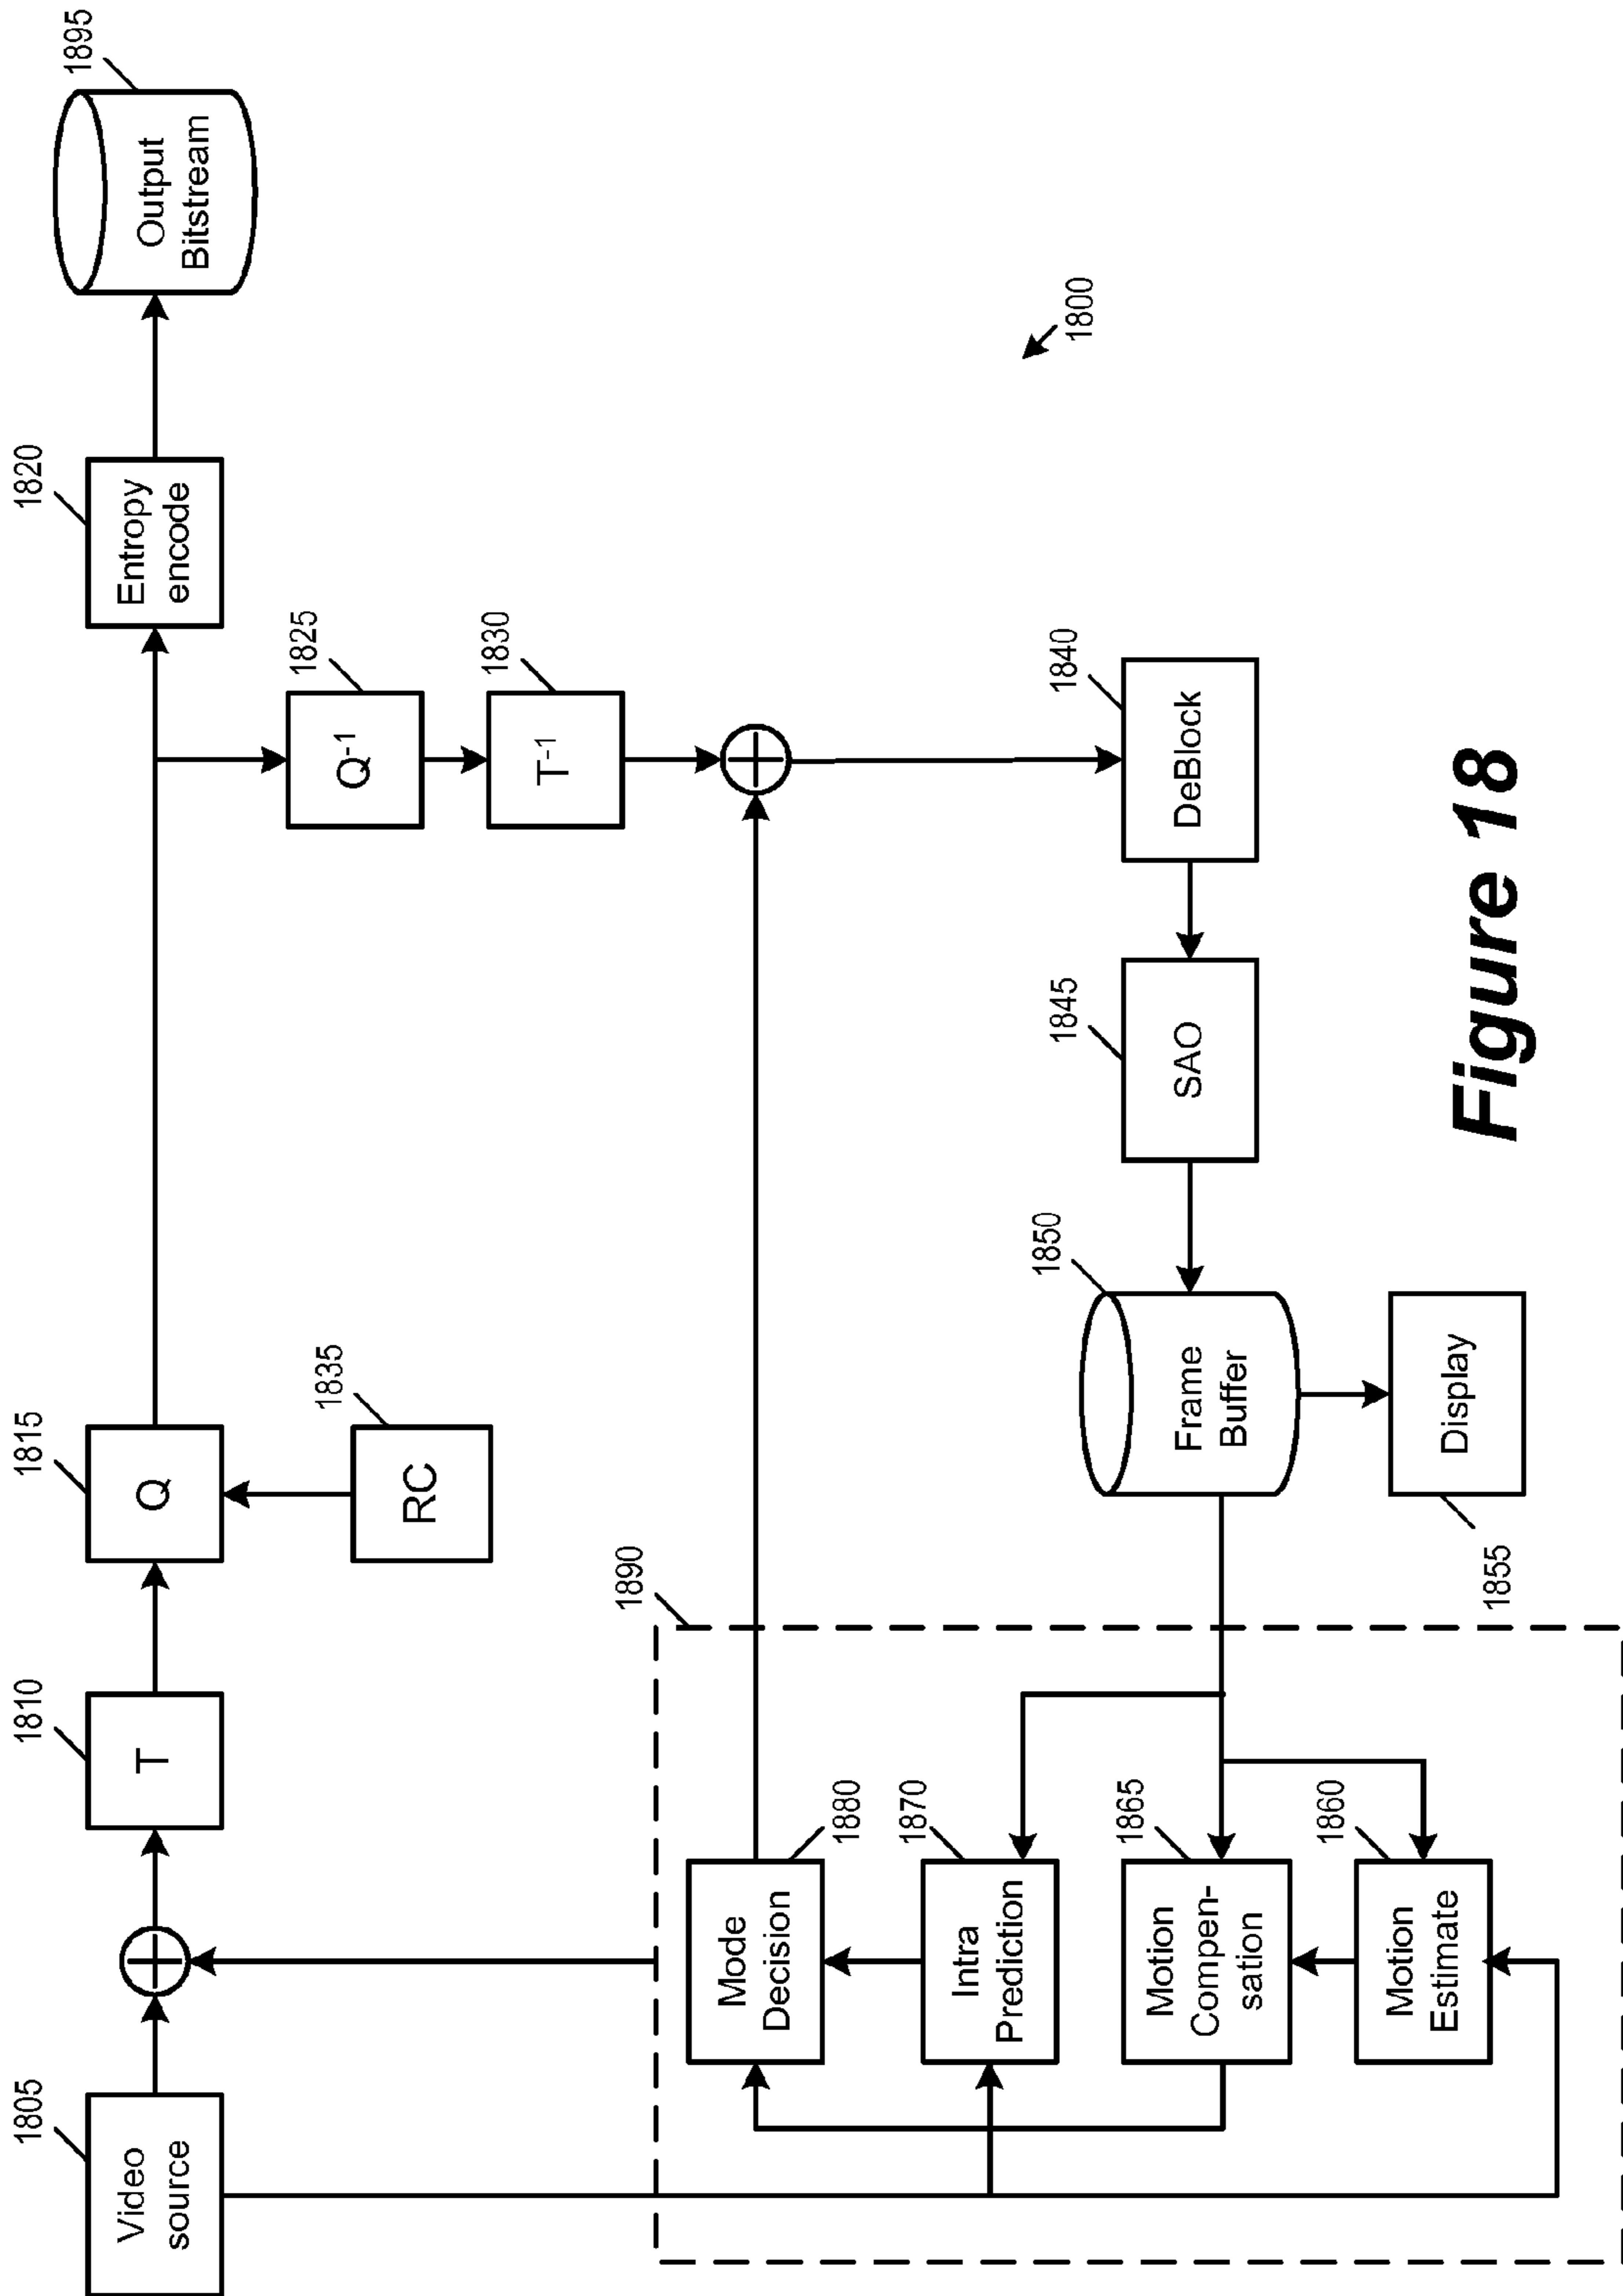 1805
Video
source
1810
T
1815
Q
1835
RC
1820
Entropy
encode
1895
Output
Bitstream
1825
Q-1
1830
T-1
1890
1880
Mode
Decision
1870
Intra
Prediction
1865
Motion
Compen-
sation
1860
Motion
Estimate
1850
Frame
Buffer
1855
Display
1845
SAO
1840
DeBlock
1800
Figure 18